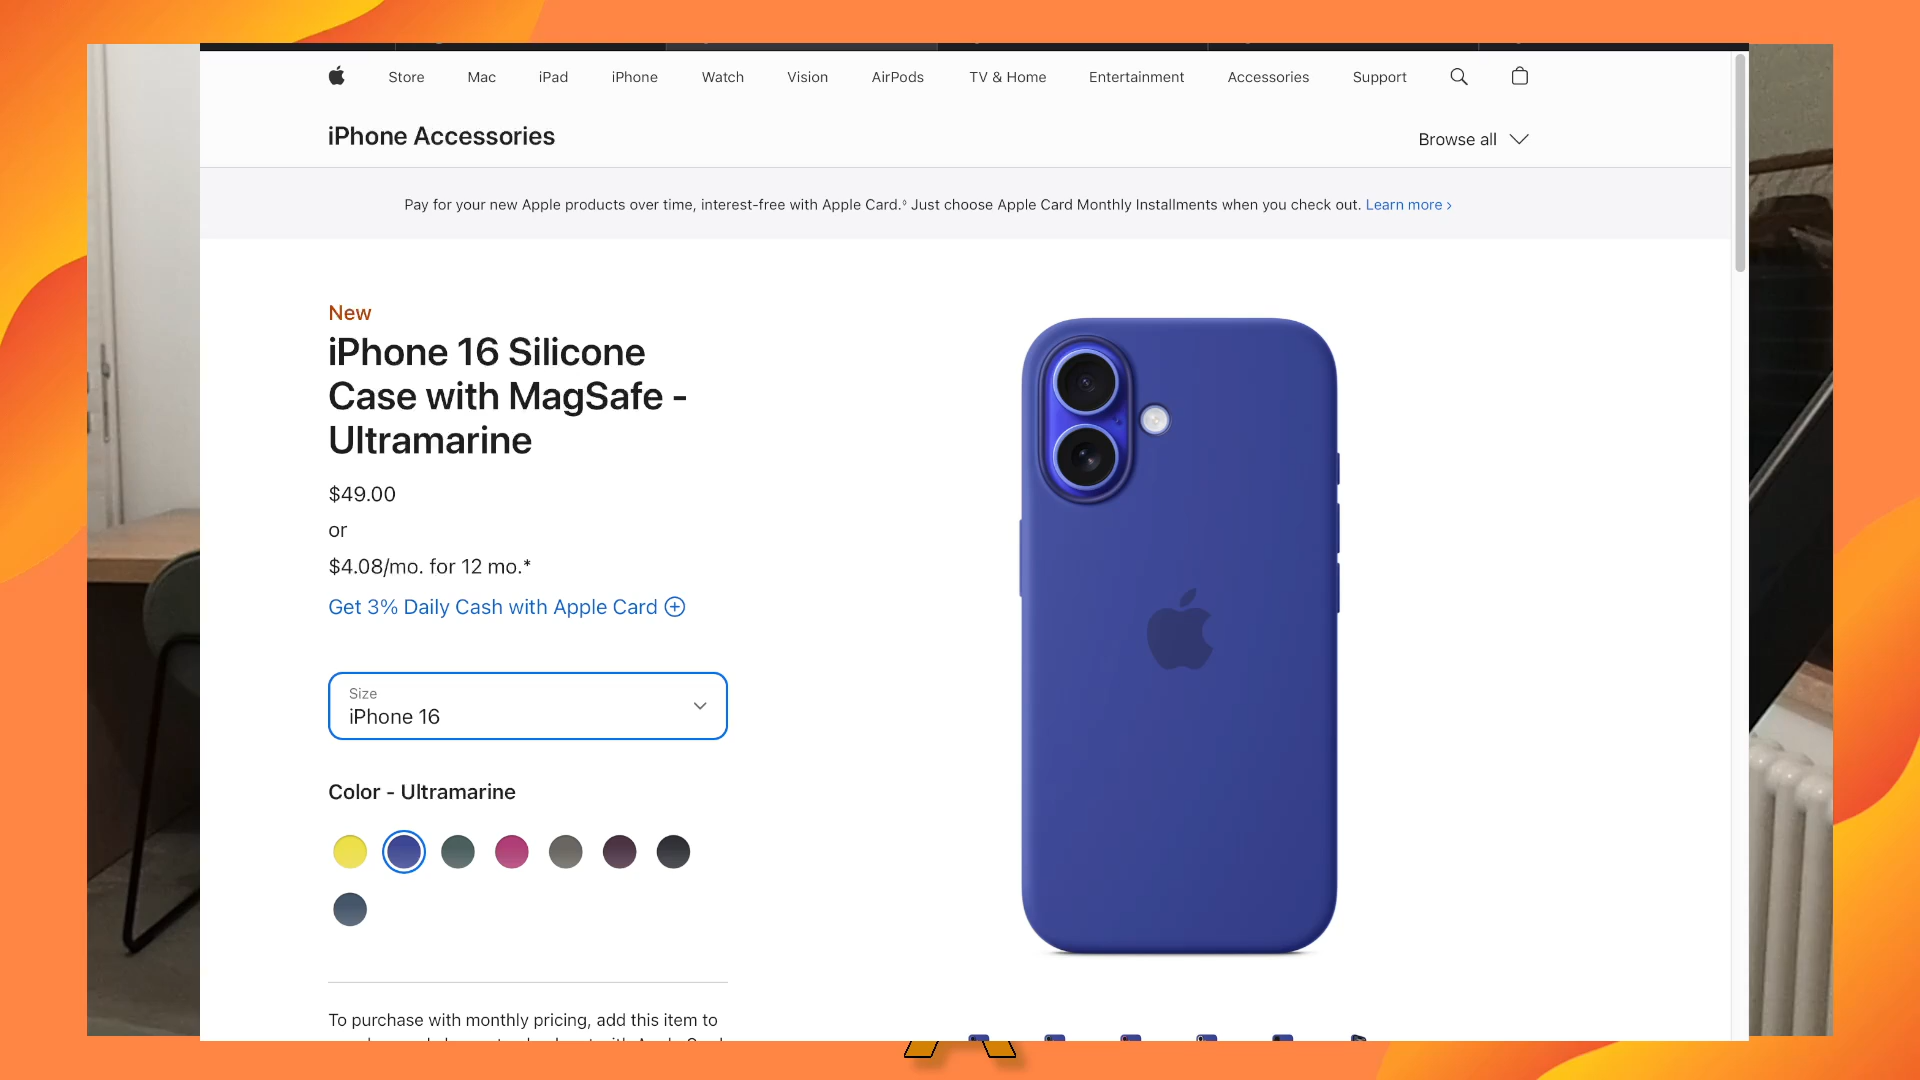 Store Mac iPad iPhone Watch Vision AirPods TV & Home Entertainment Accessories Support
iPhone Accessories
Browse all
Pay for your new Apple products over time, interest-free with Apple Card.◊ Just choose Apple Card Monthly Installments when you check out. Learn more >
New
iPhone 16 Silicone
Case with MagSafe -
Ultramarine
$49.00
or
$4.08/mo. for 12 mo.*
Get 3% Daily Cash with Apple Card
Size
iPhone 16
Color - Ultramarine
To purchase with monthly pricing, add this item to